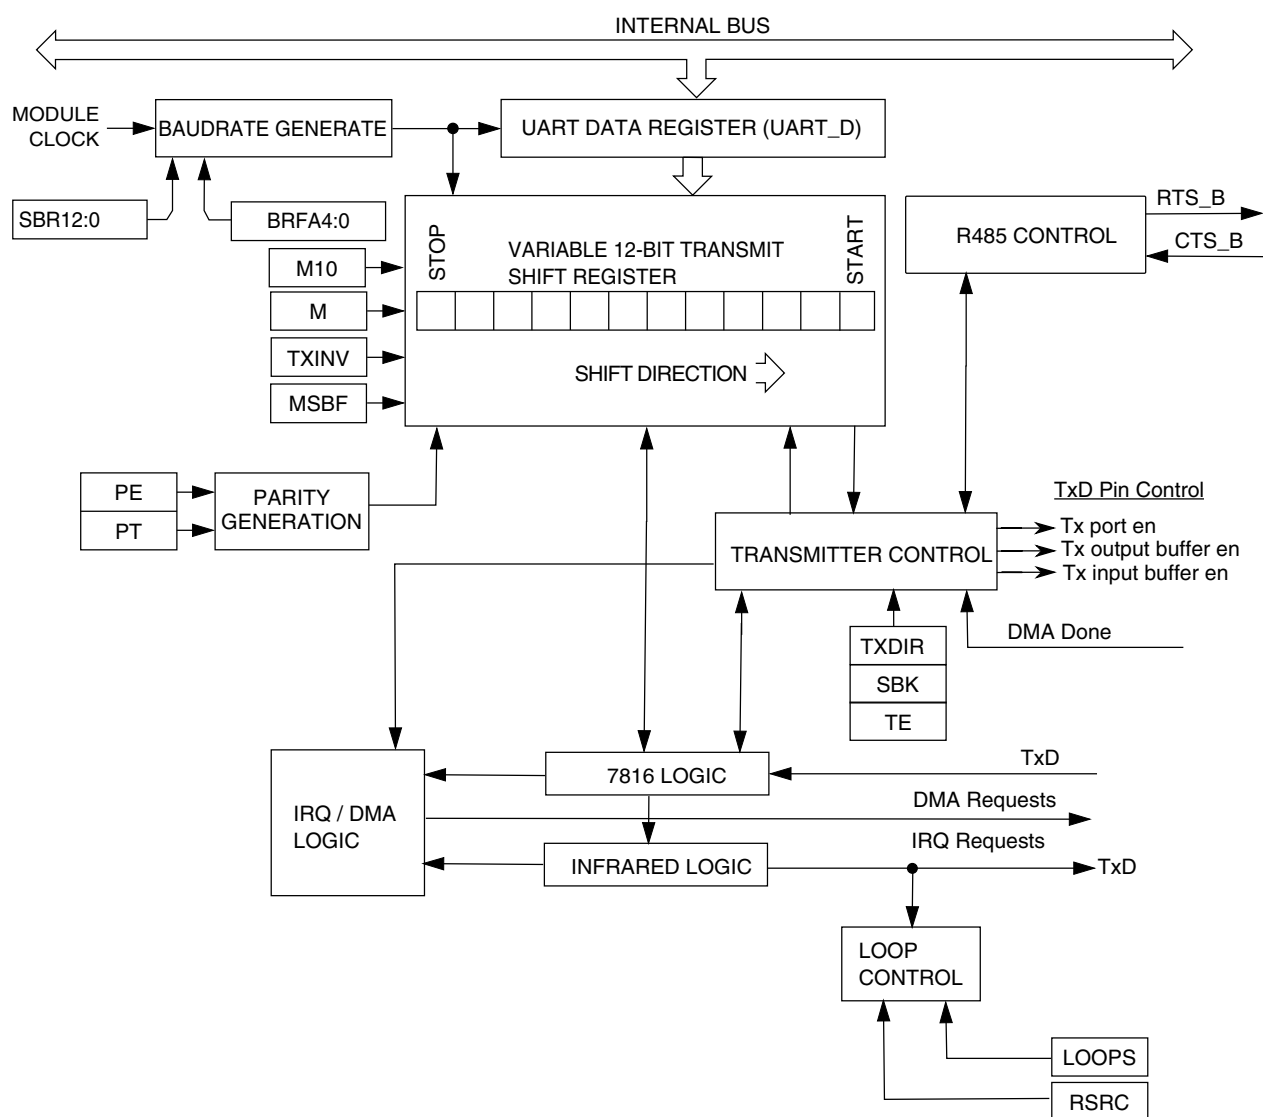 INTERNAL BUS
MODULE
CLOCK
BAUDRATE GENERATE
UART DATA REGISTER (UART_D)
SBR12:0
BRFA4:0
STOP
VARIABLE 12-BIT TRANSMIT
SHIFT REGISTER
START
M10
M
TXINV
MSBF
SHIFT DIRECTION
R485 CONTROL
RTS_B
CTS_B
PE
PT
PARITY
GENERATION
TxD Pin Control
Tx port en
Tx output buffer en
Tx input buffer en
TRANSMITTER CONTROL
DMA Done
TXDIR
SBK
TE
IRQ / DMA
LOGIC
7816 LOGIC
TxD
DMA Requests
IRQ Requests
INFRARED LOGIC
TxD
LOOP
CONTROL
LOOPS
RSRC